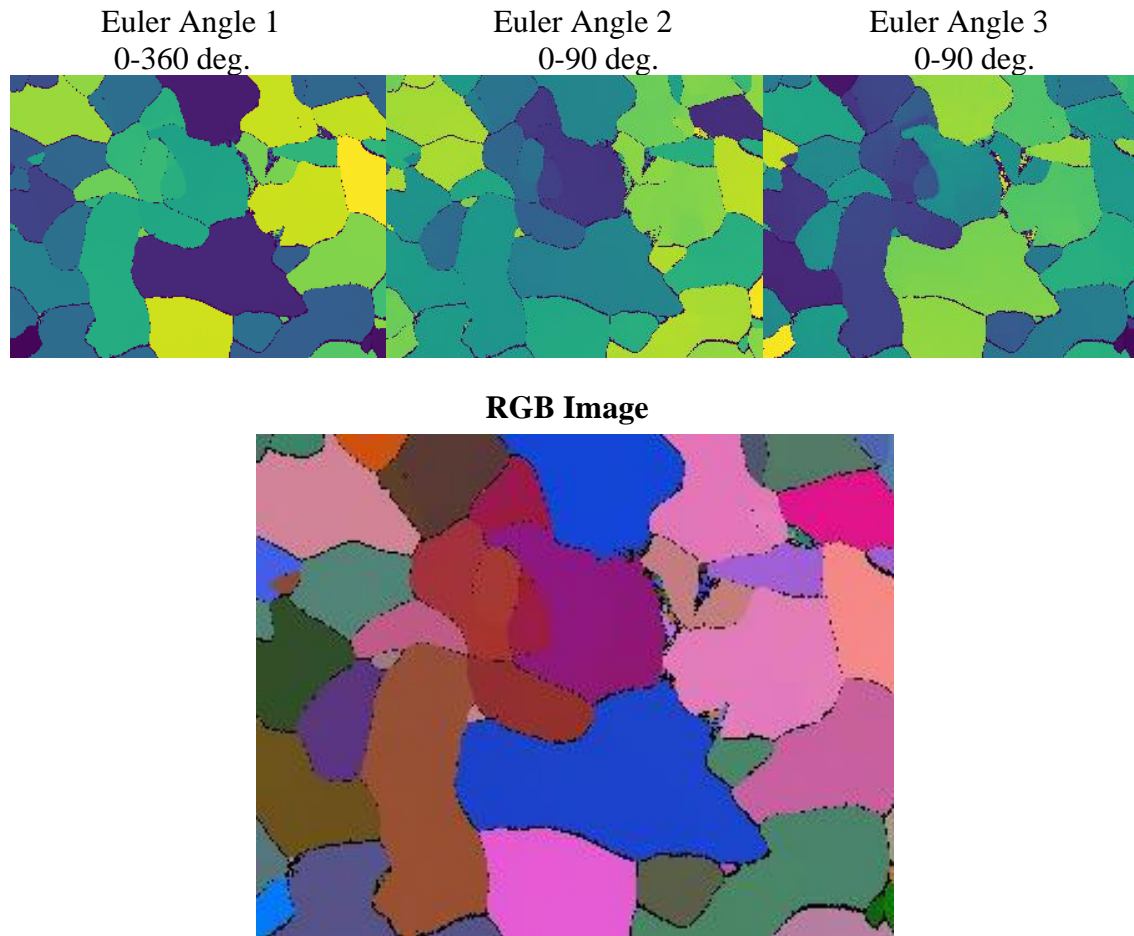 Euler Angle 1
0-360 deg.
Euler Angle 2
0-90 deg.
Euler Angle 3
0-90 deg.
RGB Image